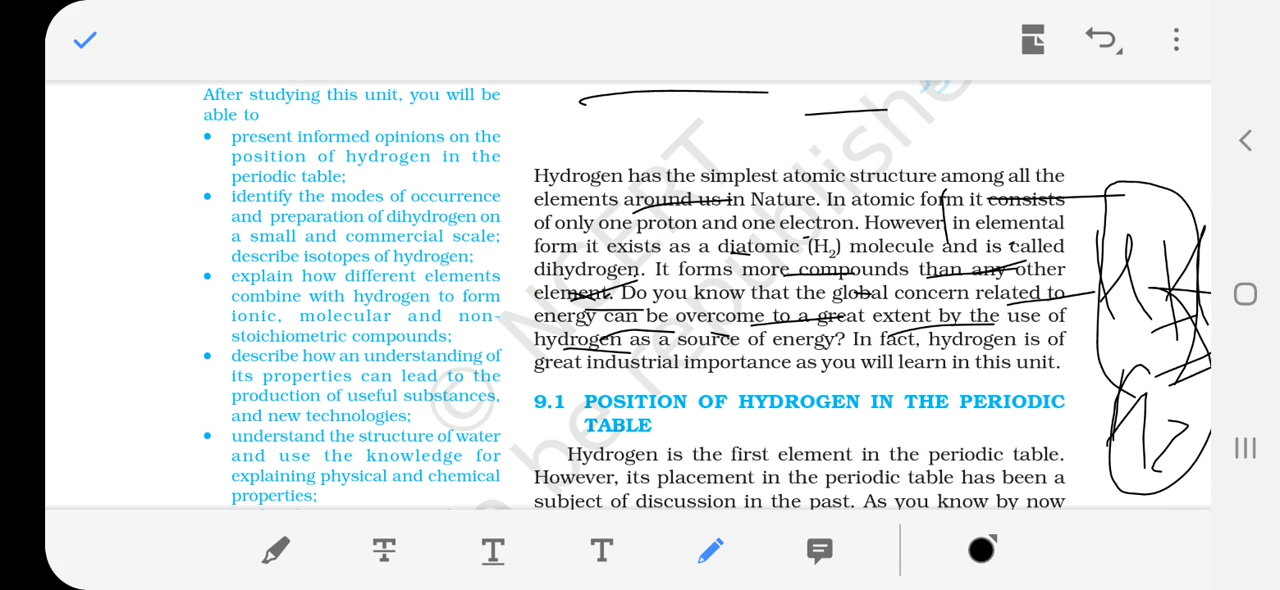 After studying this unit, you will be
able to
• present informed opinions on the
position of hydrogen in the
periodic table;
• identify the modes of occurrence
and preparation of dihydrogen on
a small and commercial scale;
describe isotopes of hydrogen;
• explain how different elements
combine with hydrogen to form
ionic, molecular and non-
stoichiometric compounds;
• describe how an understanding of
its properties can lead to the
production of useful substances,
and new technologies;
• understand the structure of water
and use the knowledge for
explaining physical and chemical
properties;
Hydrogen has the simplest atomic structure among all the
elements around us in Nature. In atomic form it consists
of only one proton and one electron. However, in elemental
form it exists as a diatomic (H₂) molecule and is called
dihydrogen. It forms more compounds than any other
element. Do you know that the global concern related to
energy can be overcome to a great extent by the use of
hydrogen as a source of energy? In fact, hydrogen is of
great industrial importance as you will learn in this unit.
9.1 POSITION OF HYDROGEN IN THE PERIODIC
TABLE
Hydrogen is the first element in the periodic table.
However, its placement in the periodic table has been a
subject of discussion in the past. As you know by now
© NCERT
be republishe
H₂